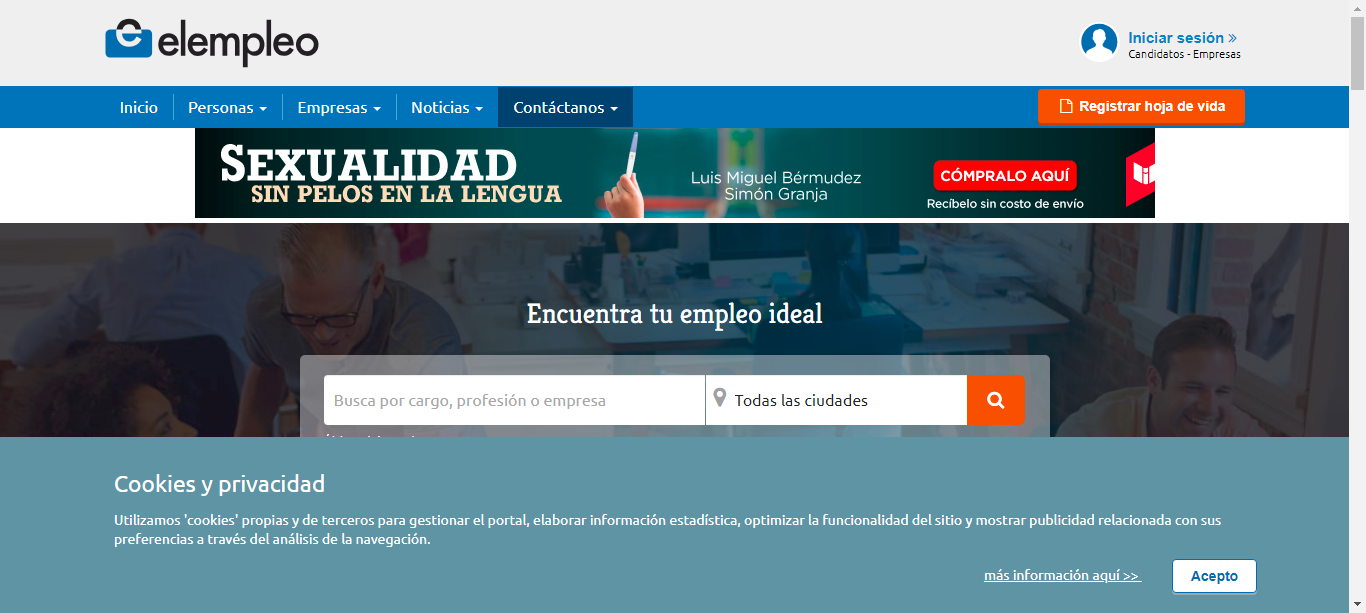 elempleo
Iniciar sesión »
Candidatos - Empresas
Inicio
Personas
Empresas
Noticias
Contáctanos
Registrar hoja de vida
SEXUALIDAD
SIN PELOS EN LA LENGUA
Luis Miguel Bérmudez
Simón Granja
CÓMPRALO AQUÍ
Recíbelo sin costo de envío
Encuentra tu empleo ideal
Busca por cargo, profesión o empresa
Todas las ciudades
Cookies y privacidad
Utilizamos 'cookies' propias y de terceros para gestionar el portal, elaborar información estadística, optimizar la funcionalidad del sitio y mostrar publicidad relacionada con sus
preferencias a través del análisis de la navegación.
más información aquí >>
Acepto